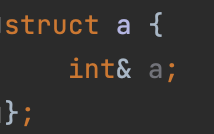 struct a {
    int& a;
};